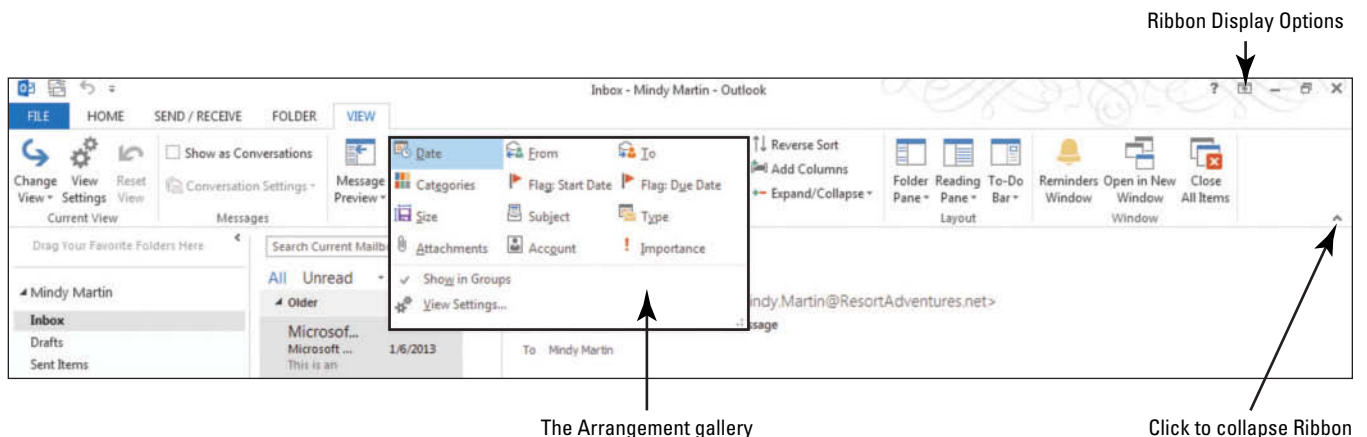 Ribbon Display Options
Inbox - Mindy Martin - Outlook
?
FILE HOME SEND / RECEIVE FOLDER VIEW
Change View View Settings Reset View
Current View
Show as Conversations
Conversation Settings
Messages
Message Preview
Date From To
Categories Flag: Start Date Flag: Due Date
Size Subject Type
Attachments Account Importance
Show in Groups
View Settings...
Reverse Sort
Add Columns
Expand/Collapse
Folder Pane Reading Pane To-Do Bar
Layout
Reminders Window Open in New Window Close All Items
Window
Drag Your Favorite Folders Here
Mindy Martin
Inbox
Drafts
Sent Items
Search Current Mailb
All Unread
Older
Microsof...
Microsoft ... 1/6/2013
This is an
indy.Martin@ResortAdventures.net>
ssage
To Mindy Martin
The Arrangement gallery
Click to collapse Ribbon